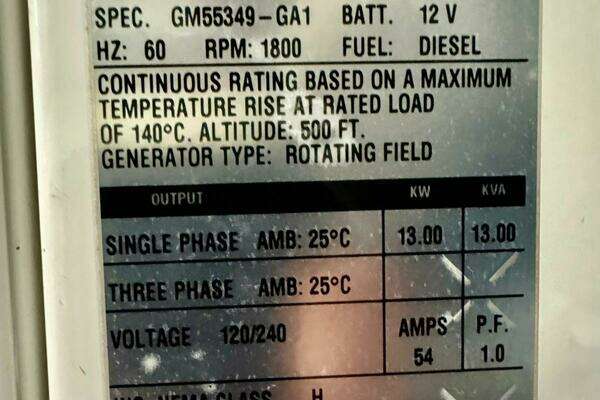 SPEC. GM55349-GA1 BATT. 12 V
HZ: 60 RPM: 1800 FUEL: DIESEL
CONTINUOUS RATING BASED ON A MAXIMUM
TEMPERATURE RISE AT RATED LOAD
OF 140°C. ALTITUDE: 500 FT.
GENERATOR TYPE: ROTATING FIELD
OUTPUT KW KVA
SINGLE PHASE AMB: 25°C 13.00 13.00
THREE PHASE AMB: 25°C
VOLTAGE 120/240 AMPS P.F.
54 1.0
NEMA CLASS H